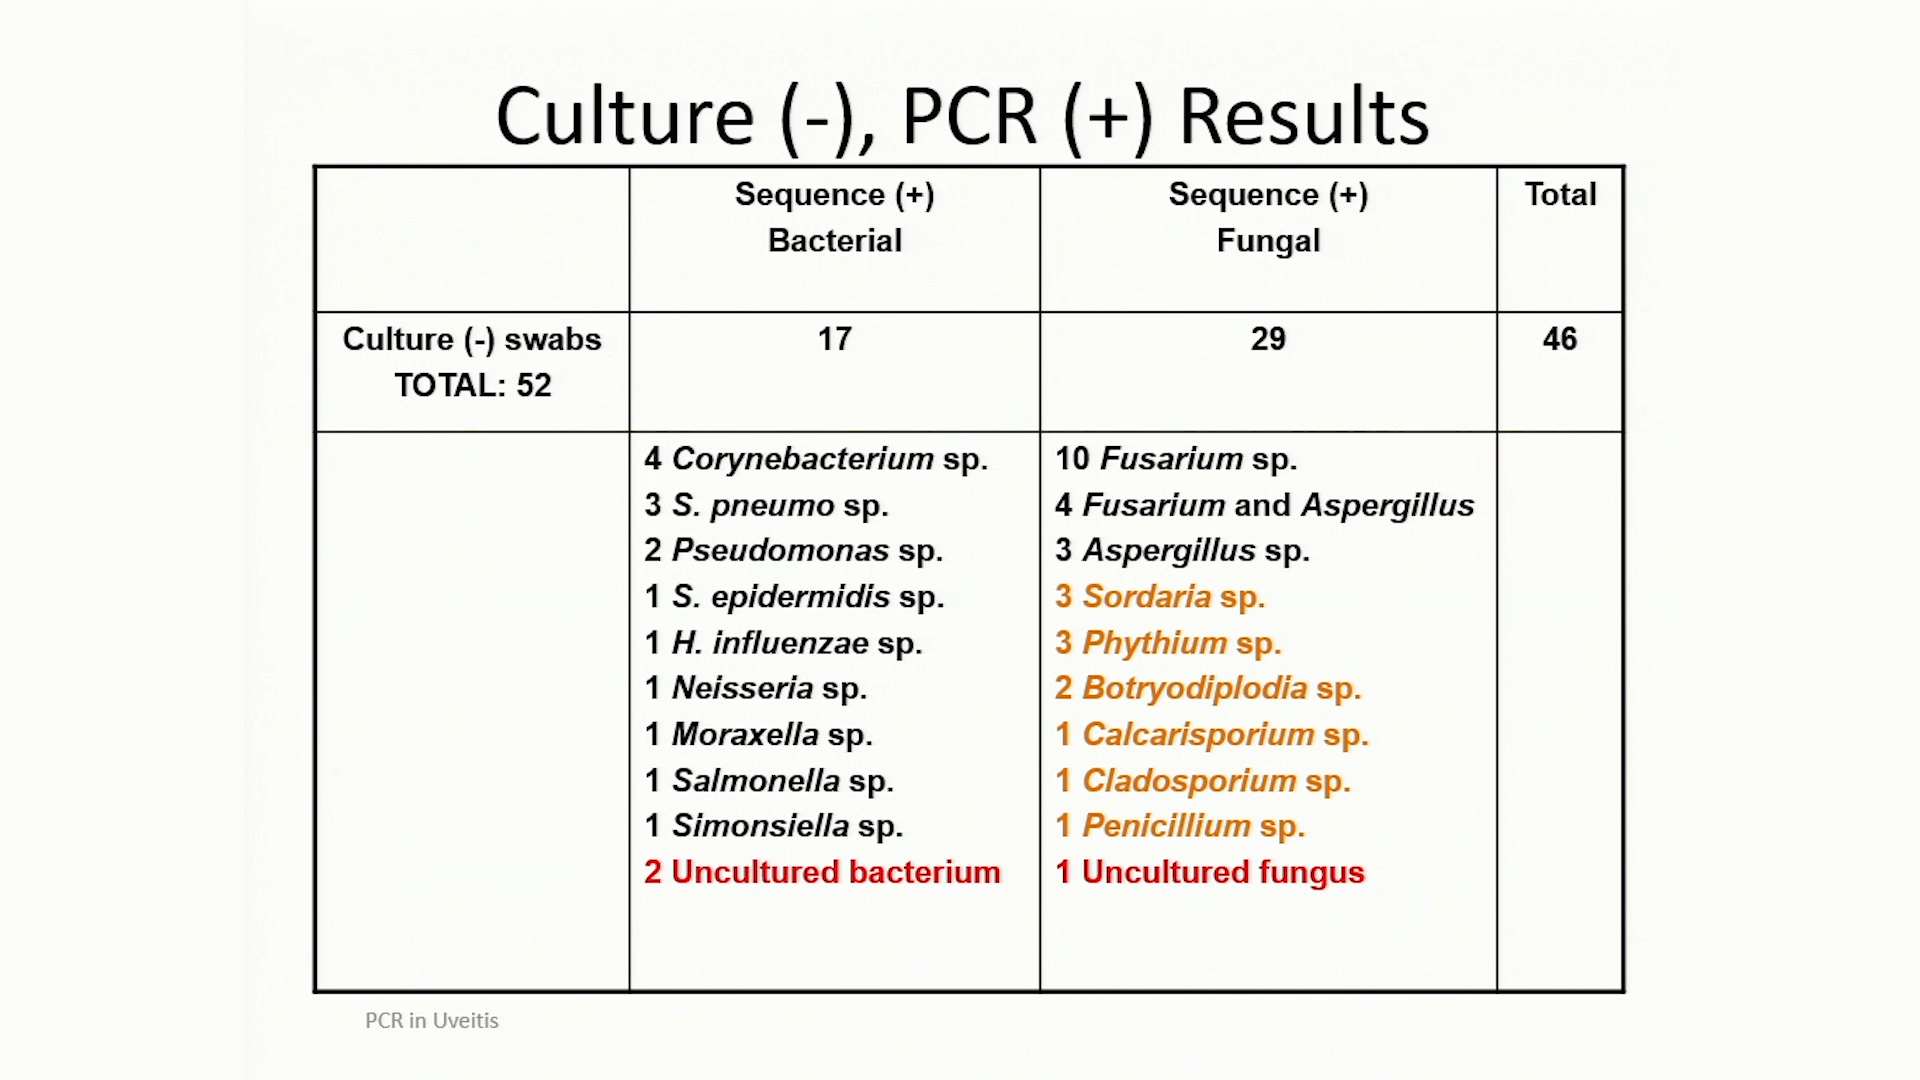 Culture (-), PCR (+) Results
Sequence (+)
Bacterial
Sequence (+)
Fungal
Total
Culture (-) swabs
TOTAL: 52
17
29
46
4 Corynebacterium sp.
3 S. pneumo sp.
2 Pseudomonas sp.
1 S. epidermidis sp.
1 H. influenzae sp.
1 Neisseria sp.
1 Moraxella sp.
1 Salmonella sp.
1 Simonsiella sp.
2 Uncultured bacterium
10 Fusarium sp.
4 Fusarium and Aspergillus
3 Aspergillus sp.
3 Sordaria sp.
3 Phythium sp.
2 Botryodiplodia sp.
1 Calcarisporium sp.
1 Cladosporium sp.
1 Penicillium sp.
1 Uncultured fungus
PCR in Uveitis